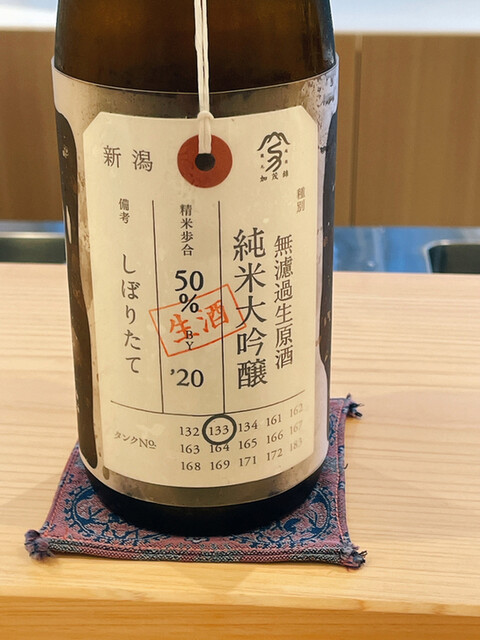 加茂錦
種別
無濾過生原酒
純米大吟醸
精米歩合
50%
BY
'20
生酒
新潟
備考
しぼりたて
タンクNo.
132 133 134 161 162
163 164 165 166 167
168 169 171 172 183